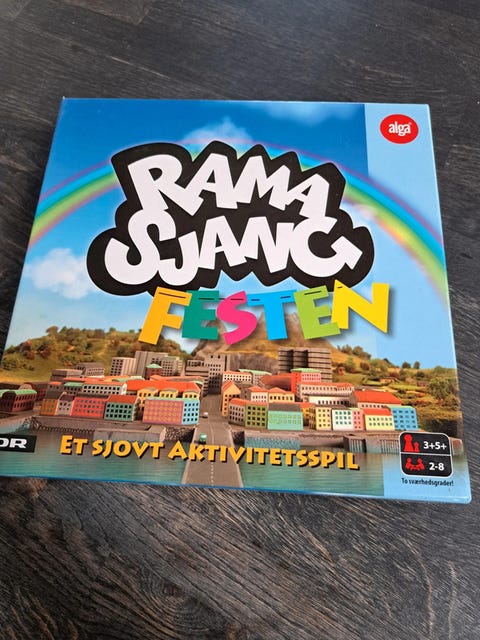 alga
RAMA
SJANG
FESTEN
DR
ET SJOVT AKTIVITETSSPIL
3+5+
2-8
To sværhedsgrader!